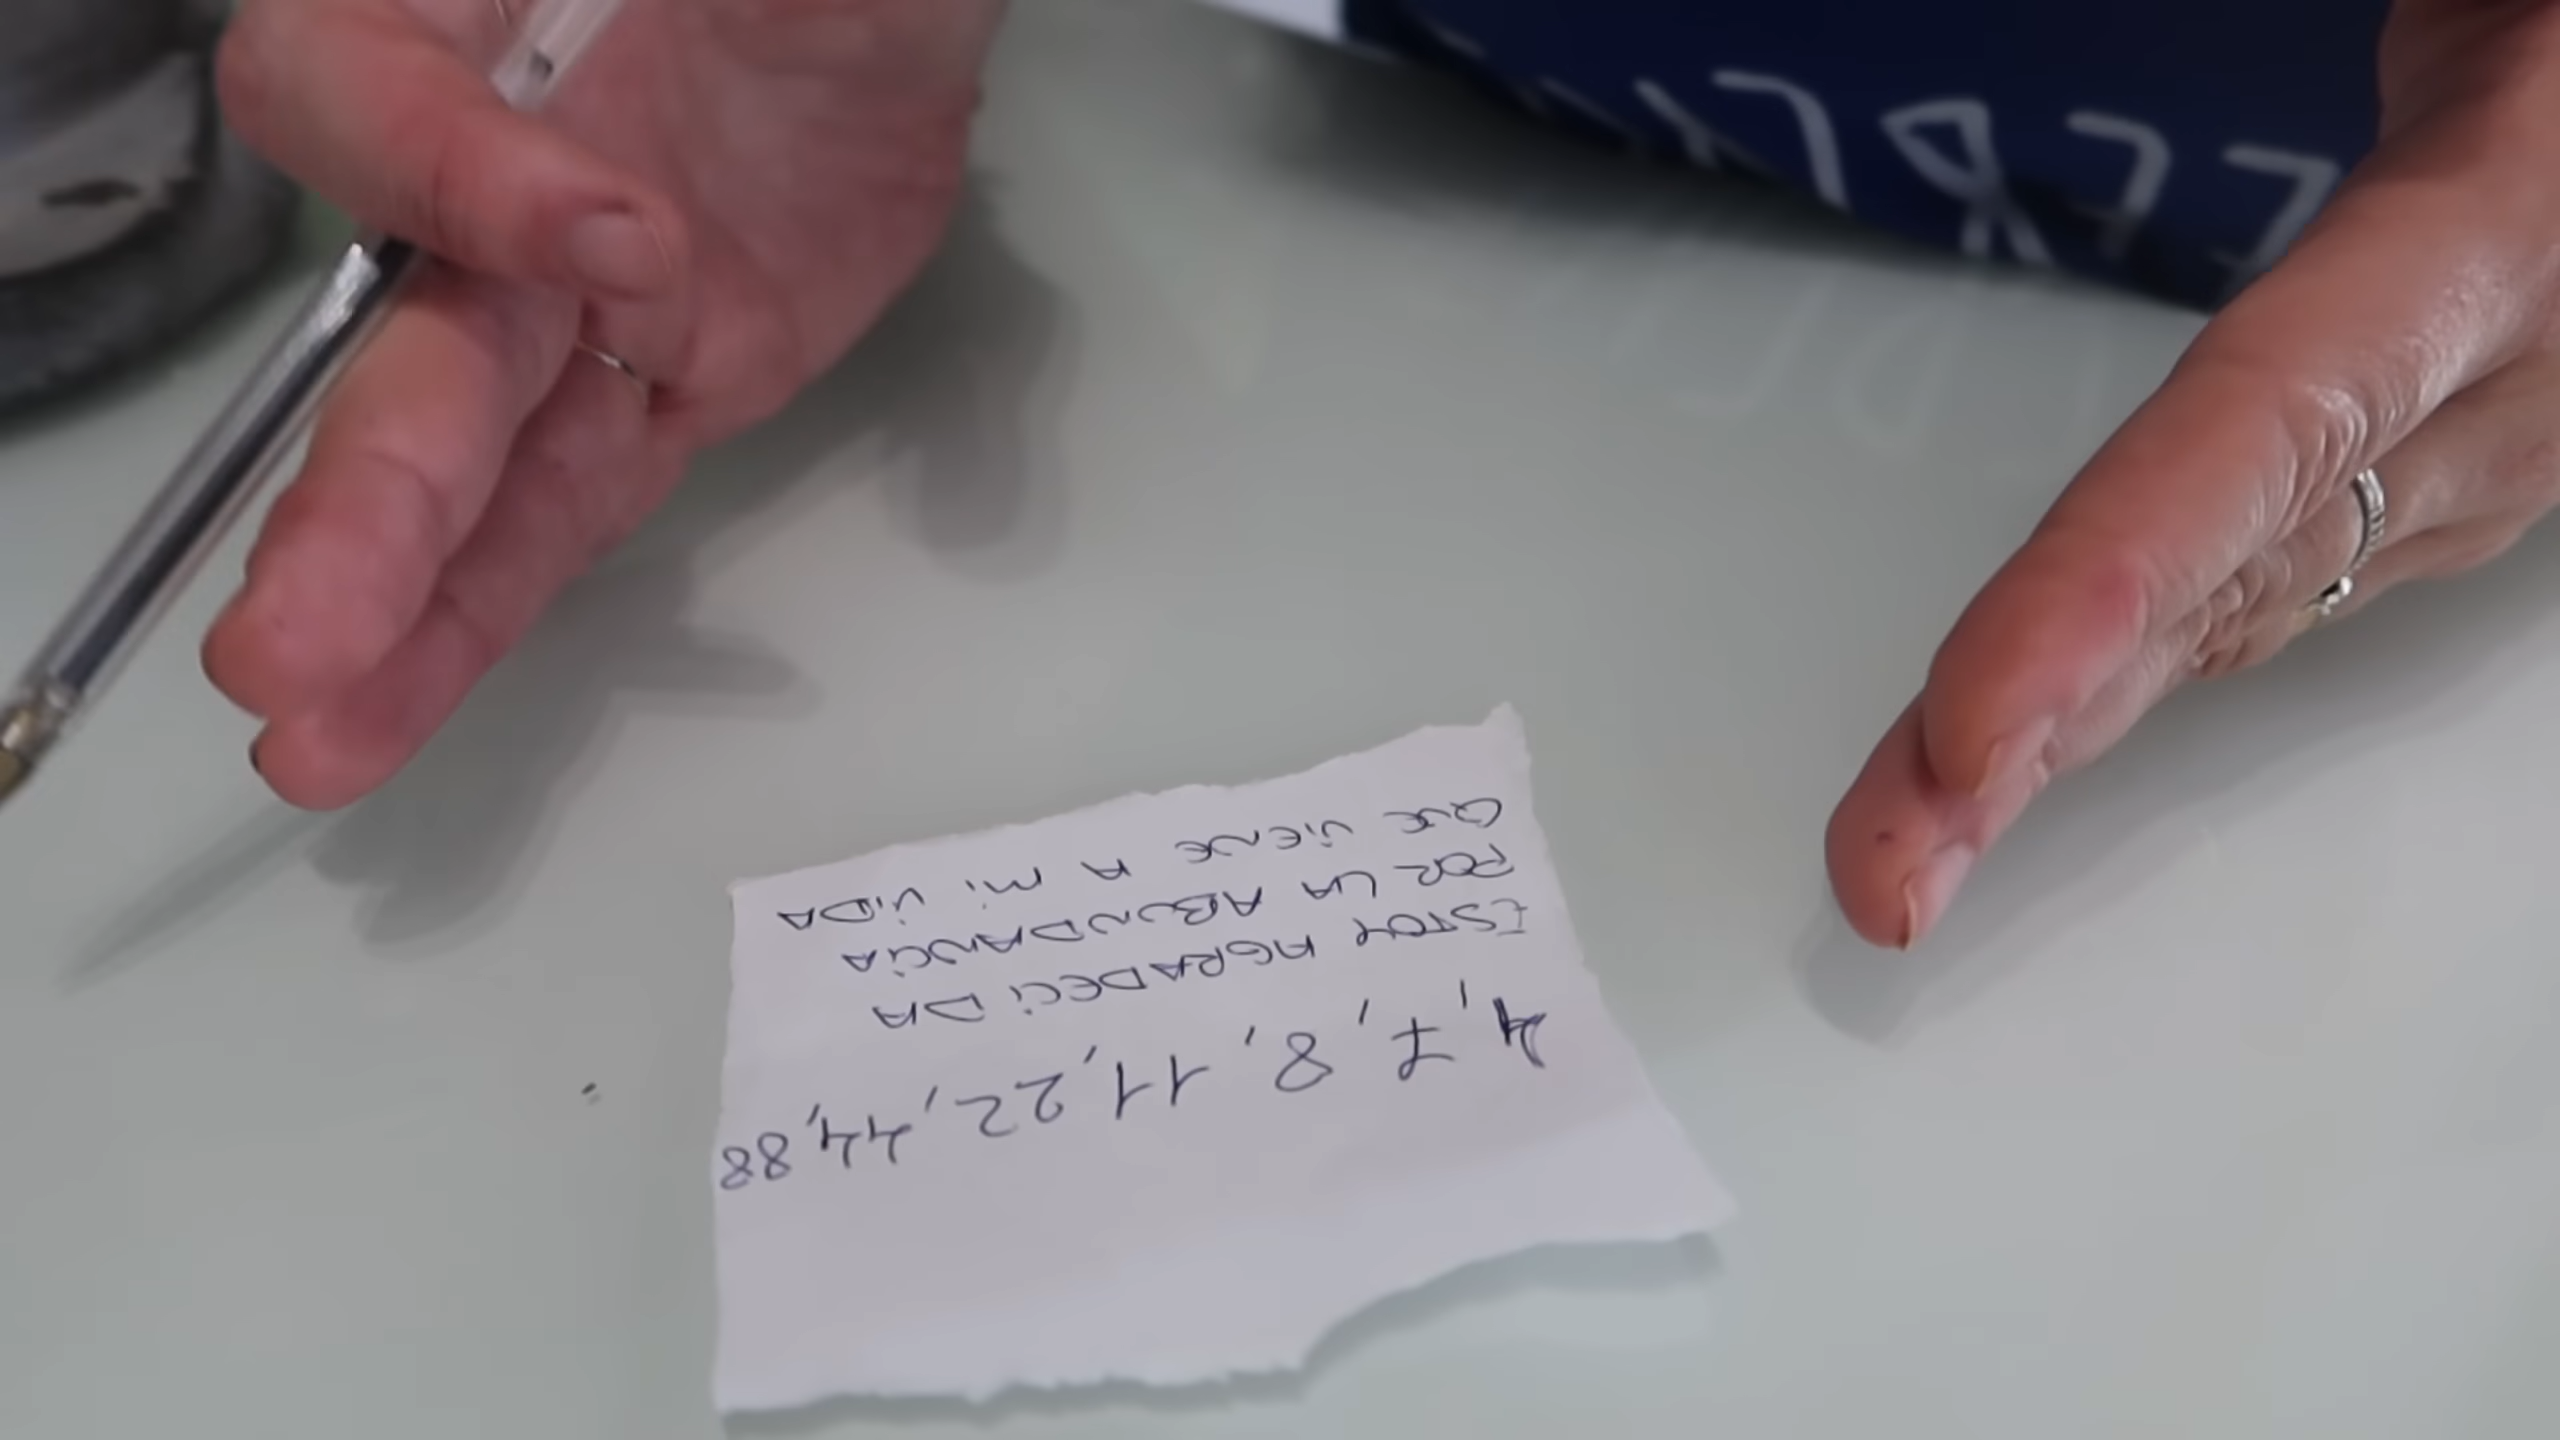 4, 7, 8, 11, 22, 44, 88
ESTOY AGRADECIDA
POR LA ABUNDANCIA
QUE VIENE A MI VIDA